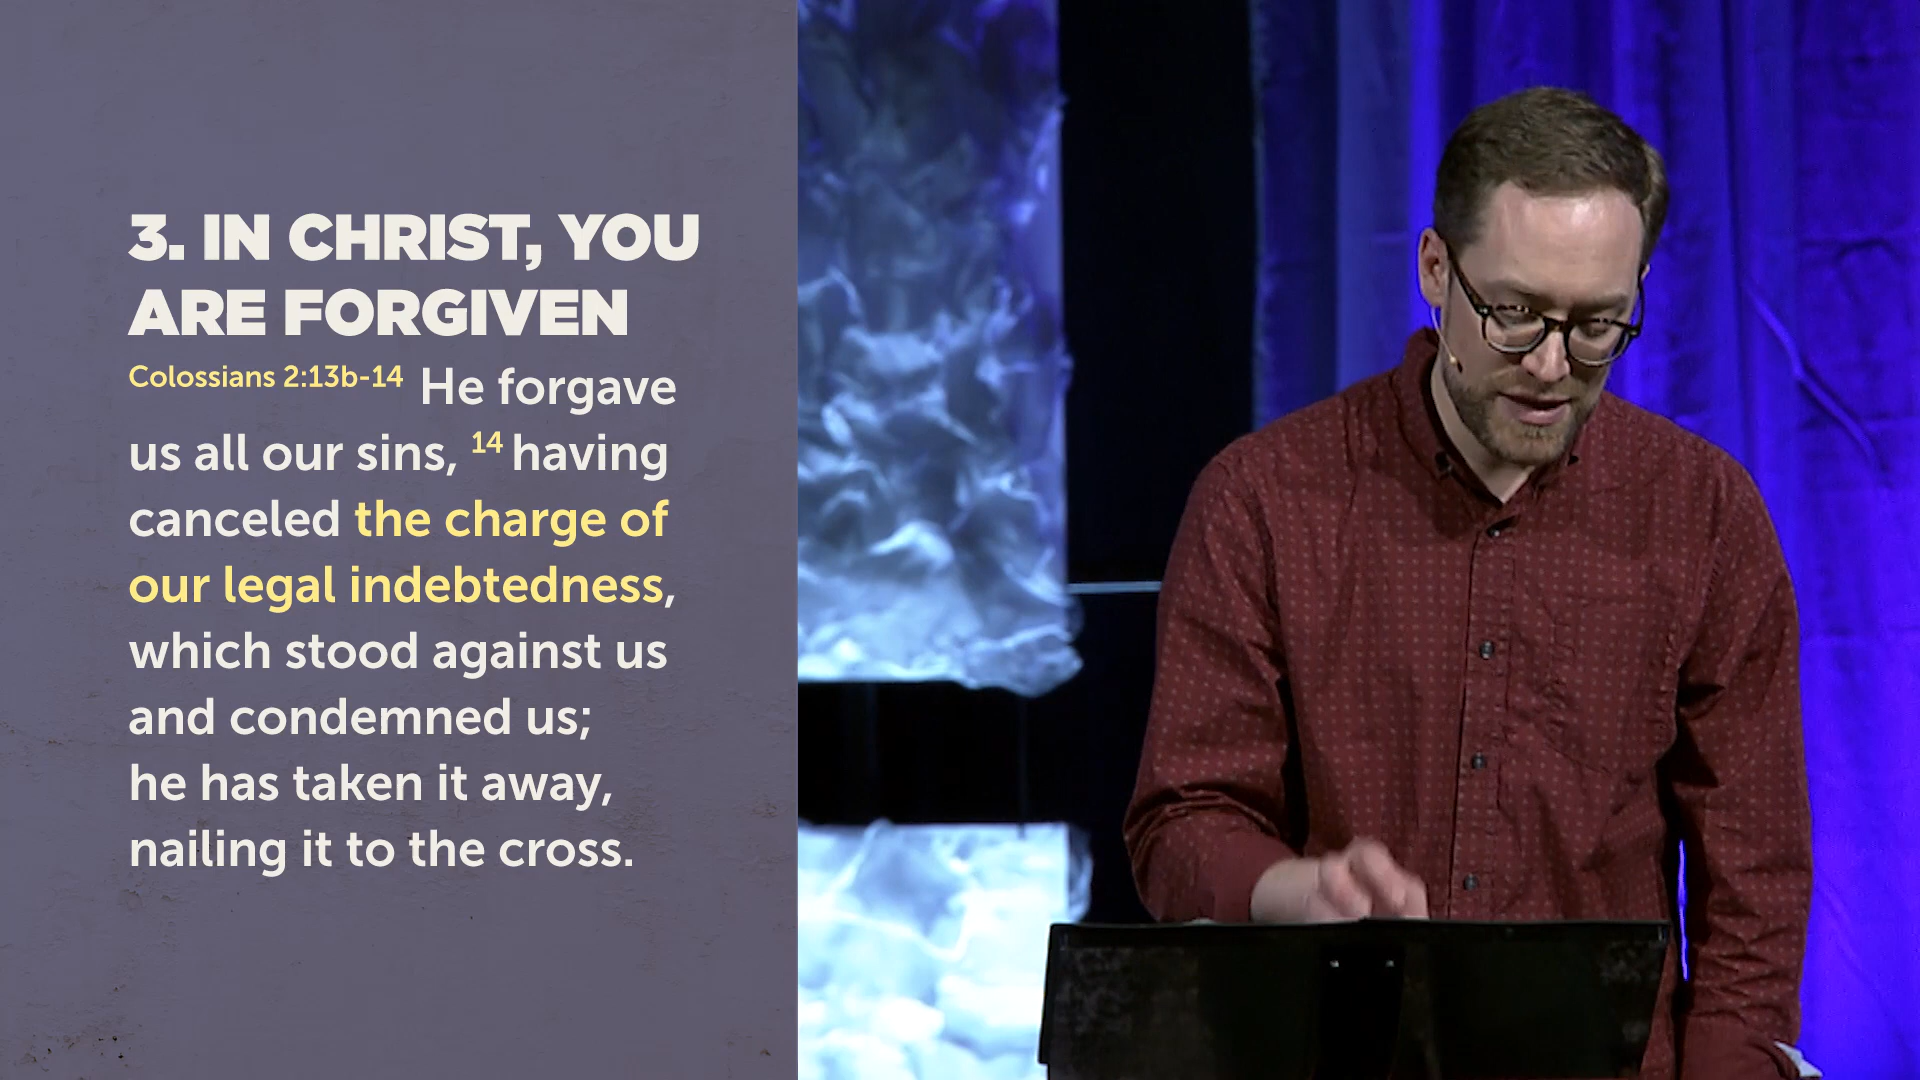 3. IN CHRIST, YOU
ARE FORGIVEN
Colossians 2:13b-14 He forgave
us all our sins, 14 having
canceled the charge of
our legal indebtedness,
which stood against us
and condemned us;
he has taken it away,
nailing it to the cross.